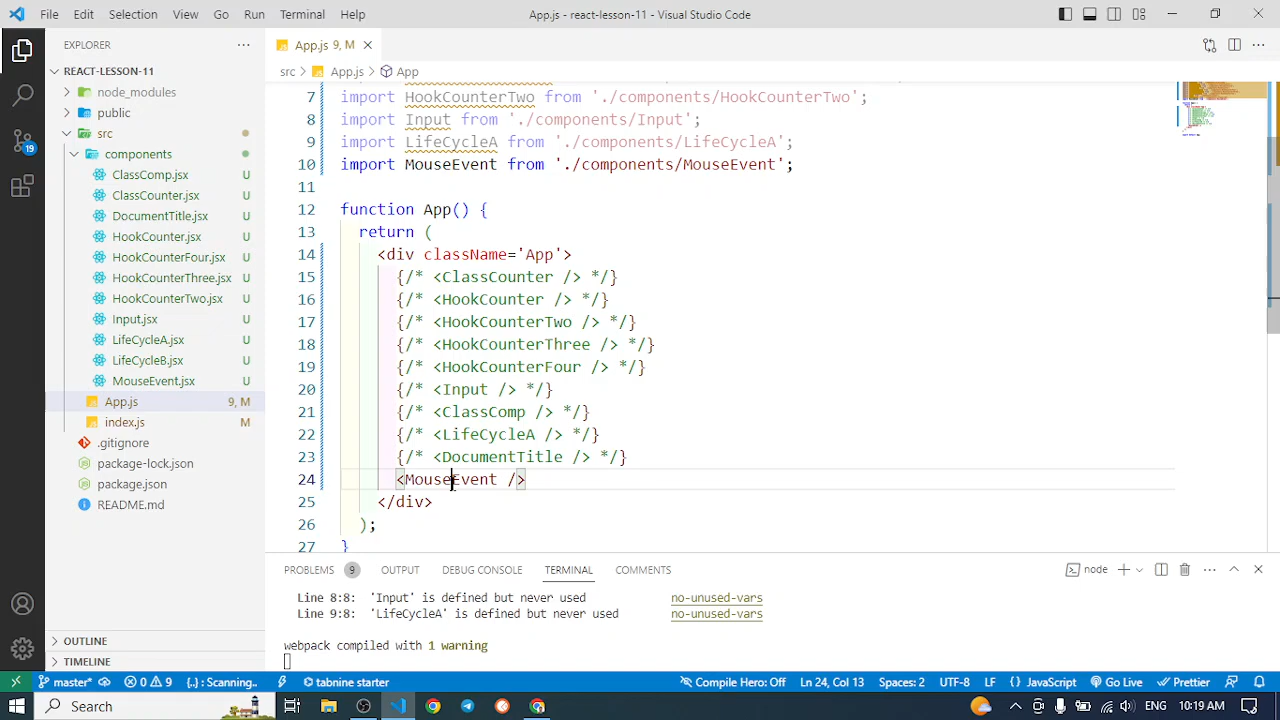 File Edit Selection View Go Run Terminal Help App.js - react-lesson-11 - Visual Studio Code
EXPLORER
App.js 9, M
REACT-LESSON-11
src > App.js > App
node_modules
public
src
components
ClassComp.jsx U
ClassCounter.jsx U
DocumentTitle.jsx U
HookCounter.jsx U
HookCounterFour.jsx U
HookCounterThree.jsx U
HookCounterTwo.jsx U
Input.jsx U
LifeCycleA.jsx U
LifeCycleB.jsx U
MouseEvent.jsx U
App.js 9, M
index.js M
.gitignore
package-lock.json
package.json
README.md
OUTLINE
TIMELINE
19
7 import HookCounterTwo from './components/HookCounterTwo';
8 import Input from './components/Input';
9 import LifeCycleA from './components/LifeCycleA';
10 import MouseEvent from './components/MouseEvent';
11
12 function App() {
13 return (
14 <div className='App'>
15 {/* <ClassCounter /> */}
16 {/* <HookCounter /> */}
17 {/* <HookCounterTwo /> */}
18 {/* <HookCounterThree /> */}
19 {/* <HookCounterFour /> */}
20 {/* <Input /> */}
21 {/* <ClassComp /> */}
22 {/* <LifeCycleA /> */}
23 {/* <DocumentTitle /> */}
24 <MouseEvent />
25 </div>
26 );
27 }
PROBLEMS 9 OUTPUT DEBUG CONSOLE TERMINAL COMMENTS node
Line 8:8: 'Input' is defined but never used no-unused-vars
Line 9:8: 'LifeCycleA' is defined but never used no-unused-vars
webpack compiled with 1 warning
master* 0 9 {..} : Scanning.. tabnine starter Compile Hero: Off Ln 24, Col 13 Spaces: 2 UTF-8 LF {} JavaScript Go Live Prettier
Search ENG 10:19 AM